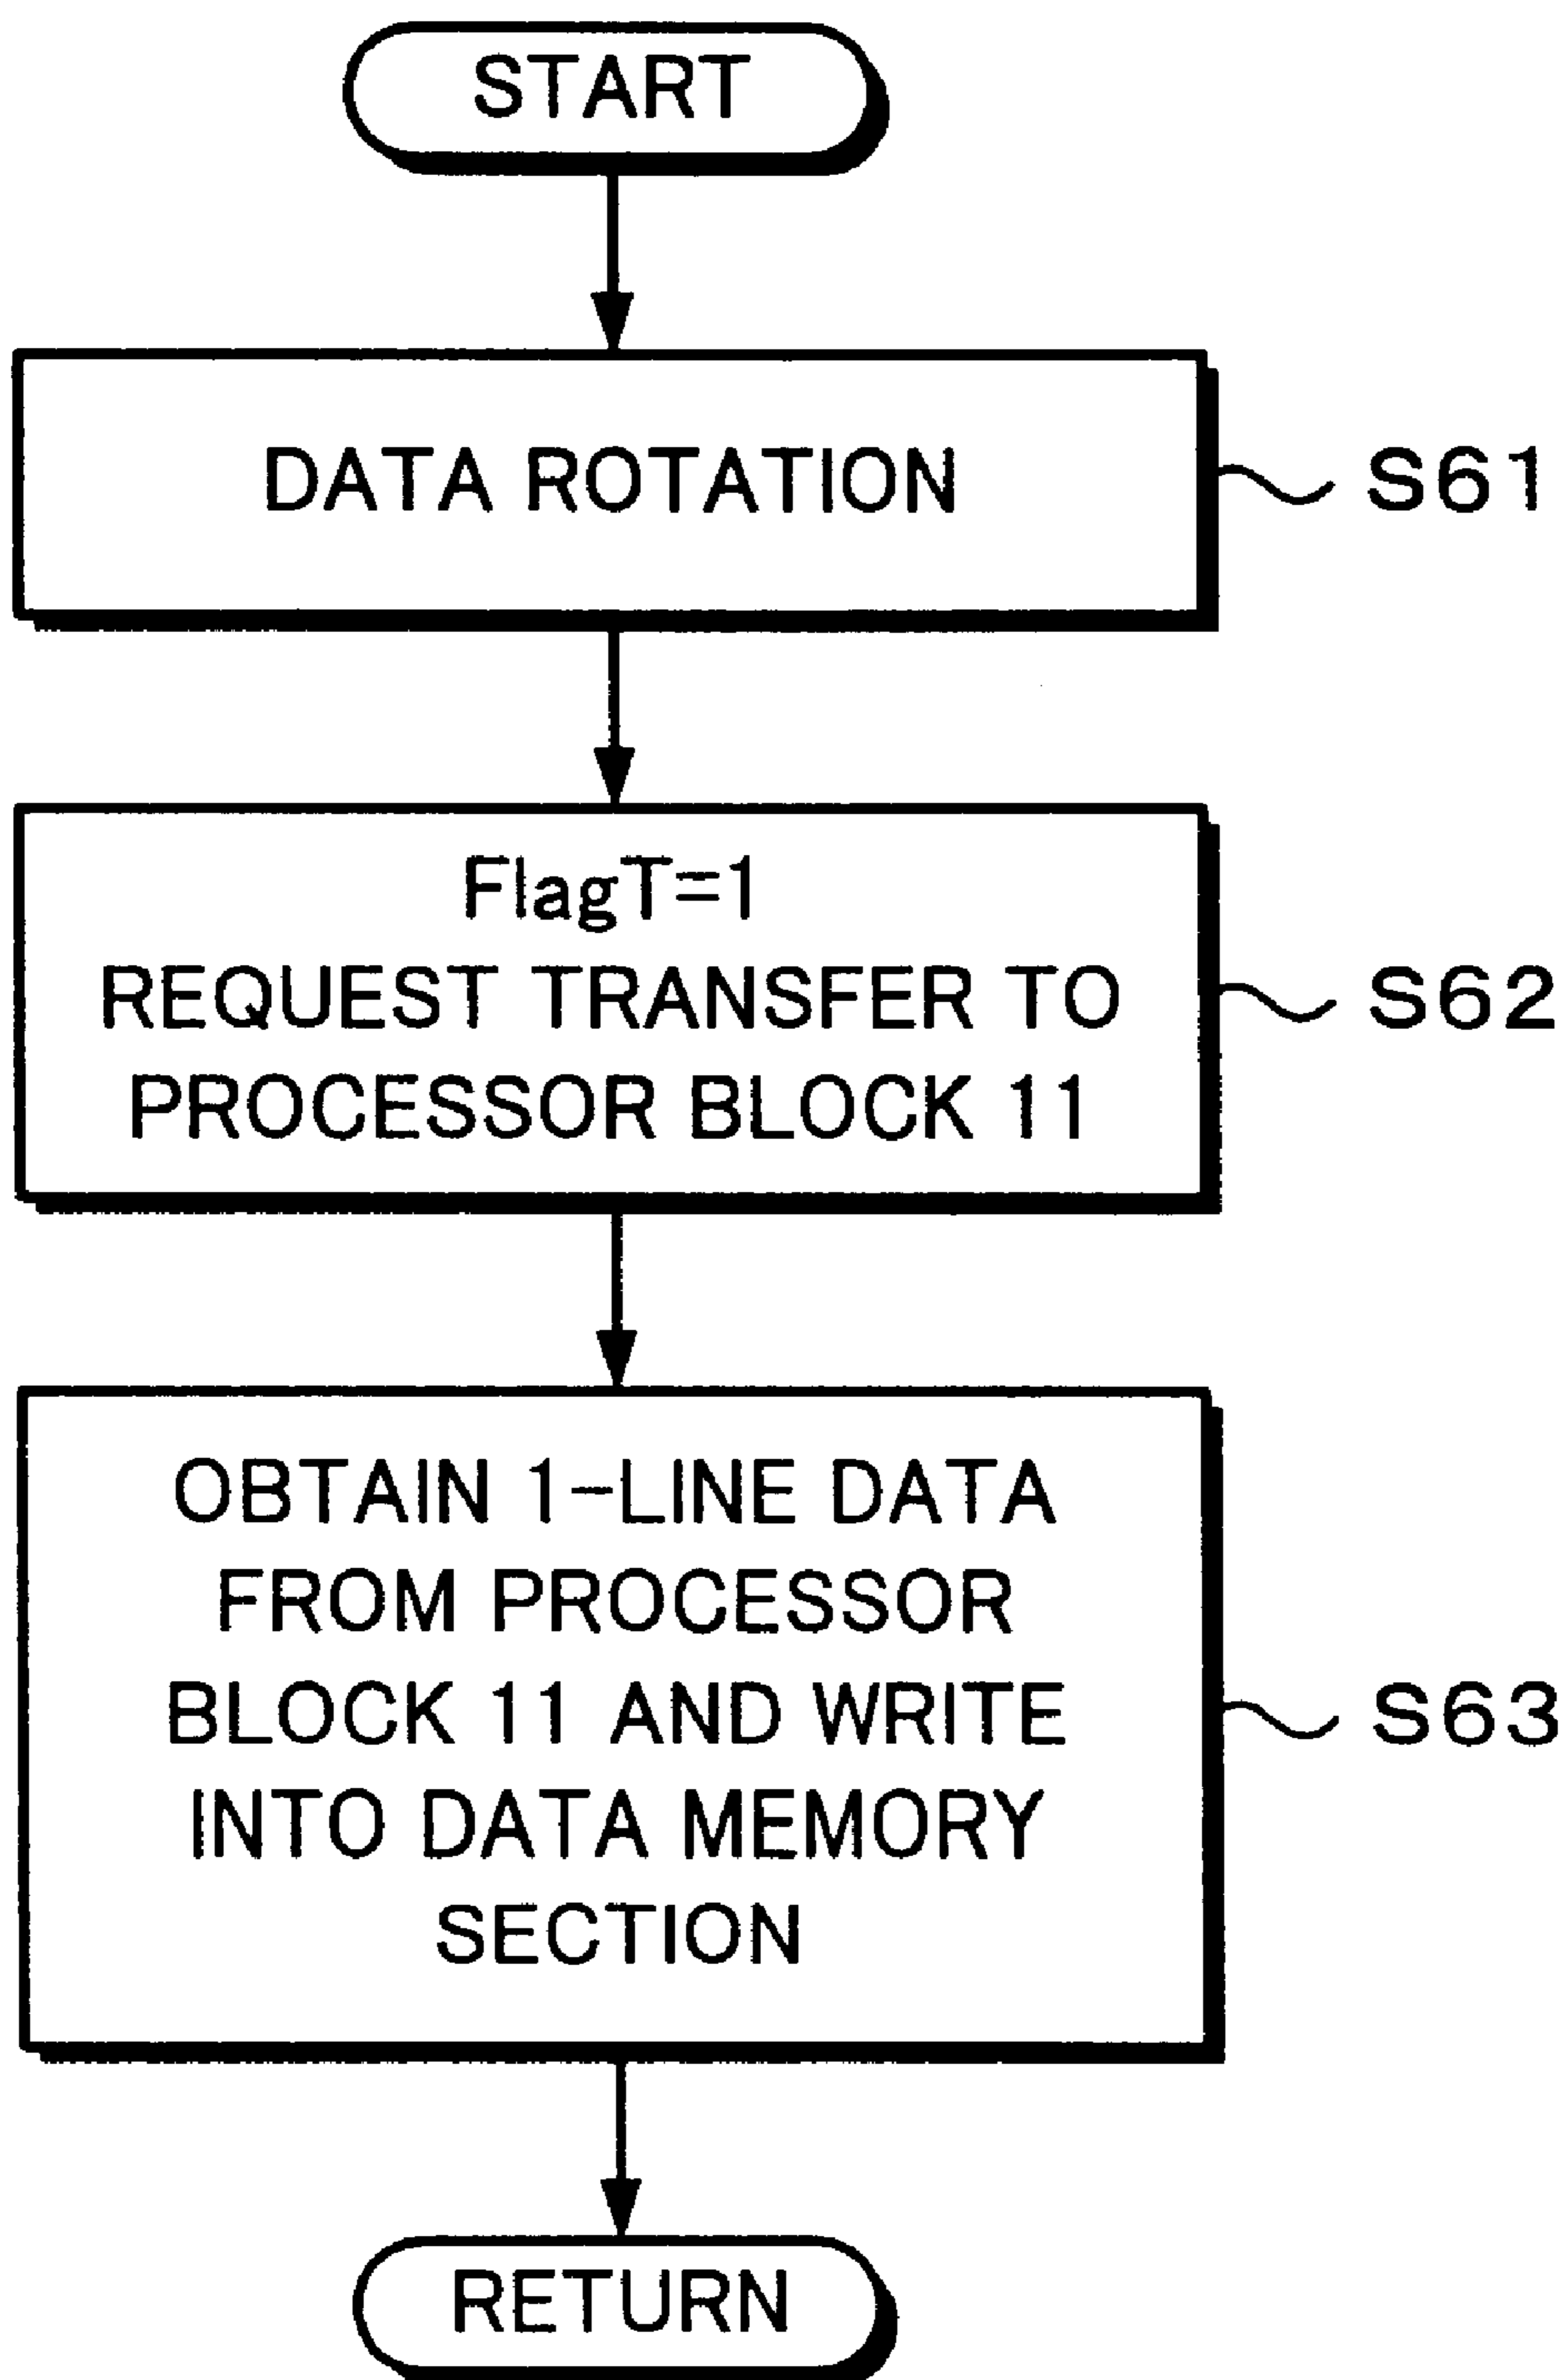 START
DATA ROTATION
S61
FlagT=1
REQUEST TRANSFER TO
PROCESSOR BLOCK 11
S62
OBTAIN 1-LINE DATA
FROM PROCESSOR
BLOCK 11 AND WRITE
INTO DATA MEMORY
SECTION
S63
RETURN